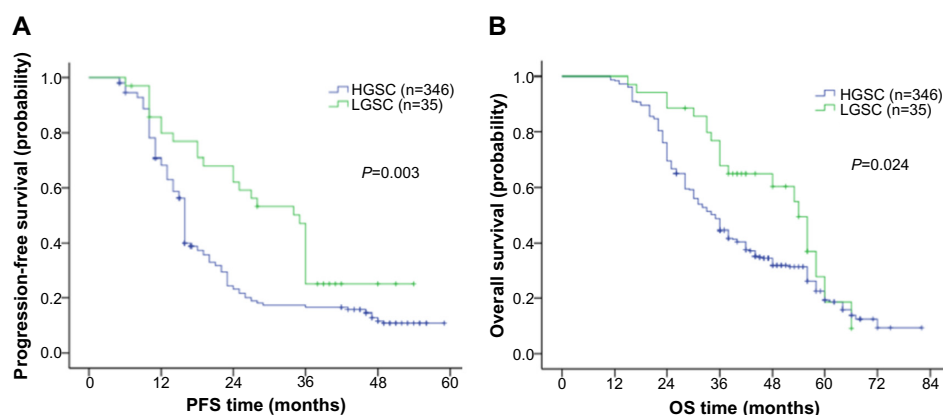 A
Progression-free survival (probability)
1.0
0.8
0.6
0.4
0.2
0.0
HGSC (n=346)
LGSC (n=35)
P=0.003
0 12 24 36 48 60
PFS time (months)
B
Overall survival (probability)
1.0
0.8
0.6
0.4
0.2
0.0
HGSC (n=346)
LGSC (n=35)
P=0.024
0 12 24 36 48 60 72 84
OS time (months)